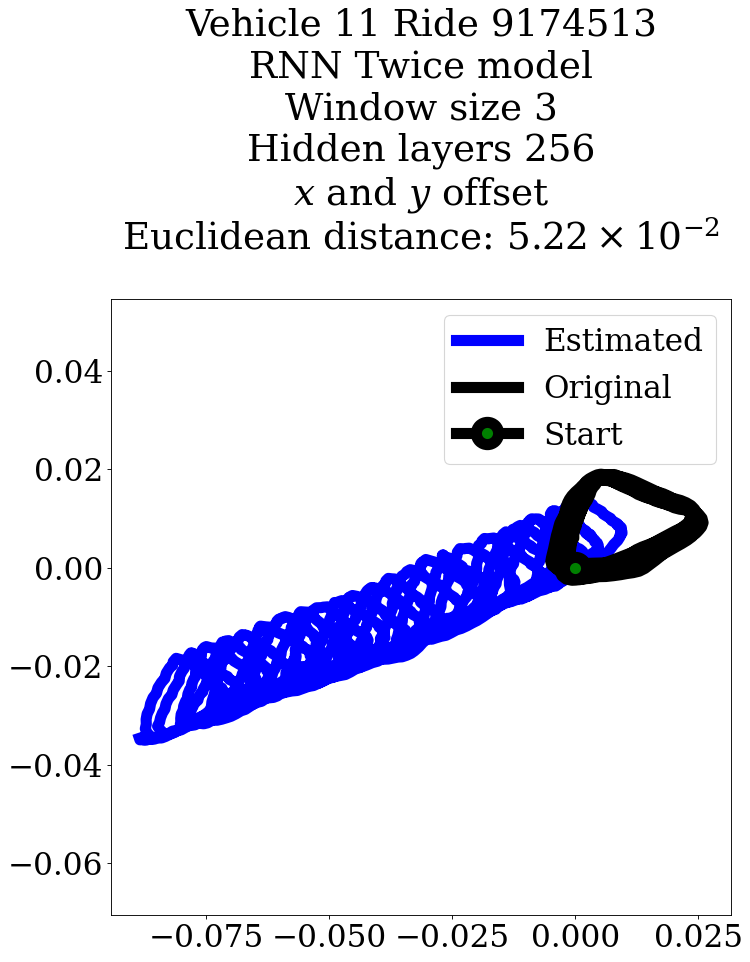 Vehicle 11 Ride 9174513
RNN Twice model
Window size 3
Hidden layers 256
x and y offset
Euclidean distance: 5.22 × 10⁻²
Estimated
Original
Start
0.04
0.02
0.00
−0.02
−0.04
−0.06
−0.075 −0.050 −0.025 0.000 0.025